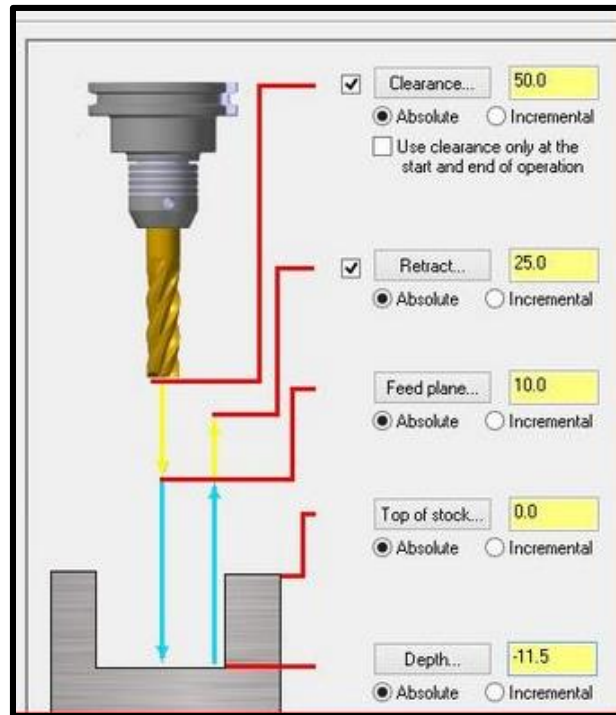 Clearance... 50.0
Absolute Incremental
Use clearance only at the
start and end of operation
Retract... 25.0
Absolute Incremental
Feed plane... 10.0
Absolute Incremental
Top of stock... 0.0
Absolute Incremental
Depth... -11.5
Absolute Incremental